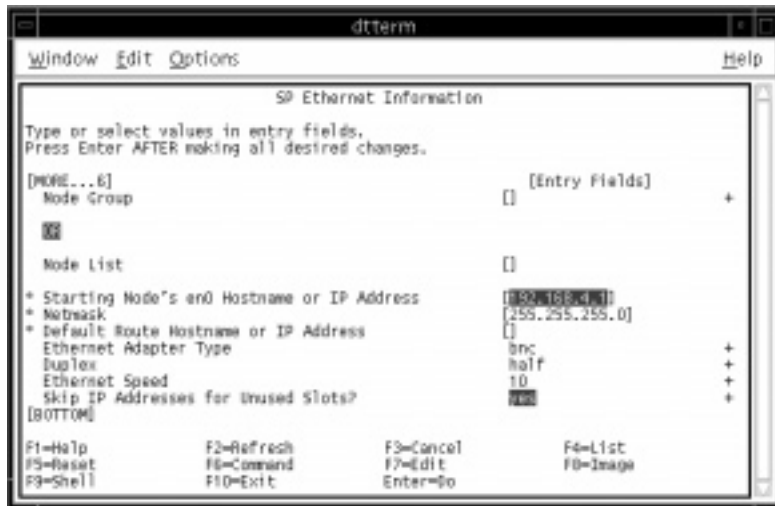 dtterm
Window Edit Options Help
SP Ethernet Information
Type or select values in entry fields.
Press Enter AFTER making all desired changes.
[MORE...6] [Entry Fields]
Node Group [] +
OR
Node List []
* Starting Node's en0 Hostname or IP Address [192.168.4.1]
* Netmask [255.255.255.0]
* Default Route Hostname or IP Address []
Ethernet Adapter Type bnc +
Duplex half +
Ethernet Speed 10 +
Skip IP Addresses for Unused Slots? yes +
[BOTTOM]
F1=Help F2=Refresh F3=Cancel F4=List
F5=Reset F6=Command F7=Edit F8=Image
F9=Shell F10=Exit Enter=Do